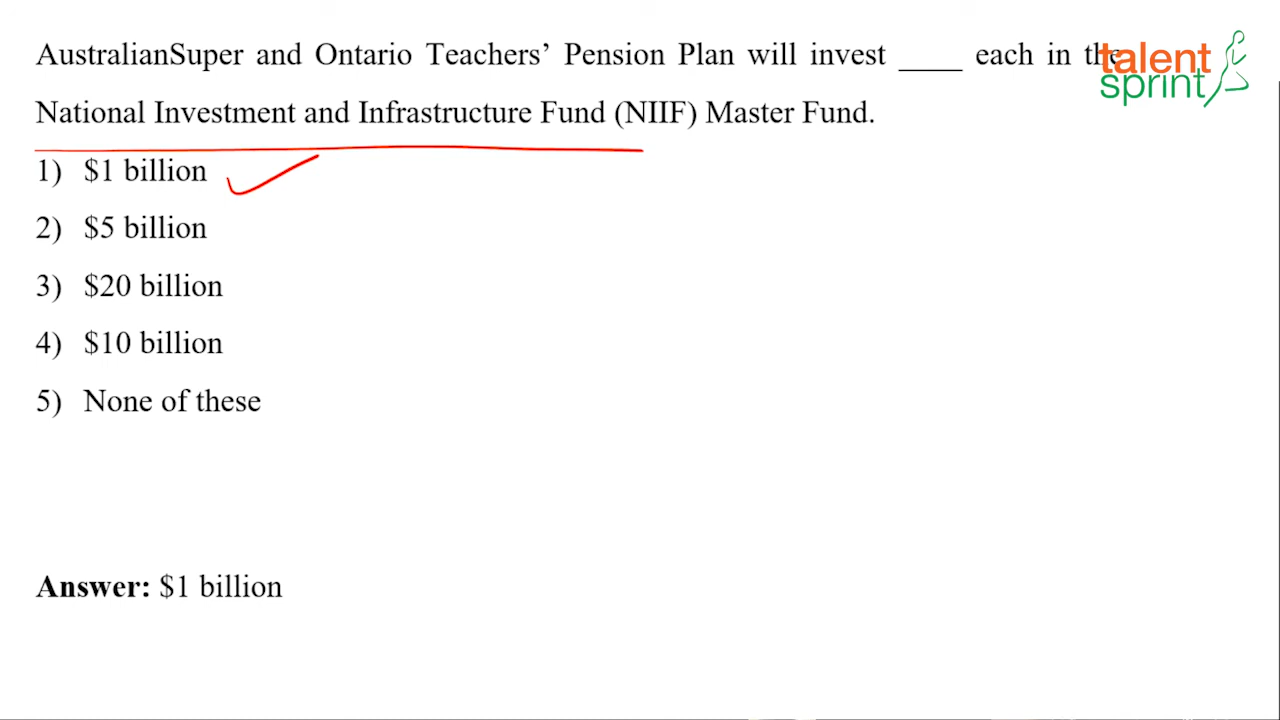 AustralianSuper and Ontario Teachers’ Pension Plan will invest ____ each in the
National Investment and Infrastructure Fund (NIIF) Master Fund.
1) $1 billion
2) $5 billion
3) $20 billion
4) $10 billion
5) None of these
Answer: $1 billion
talent
sprint